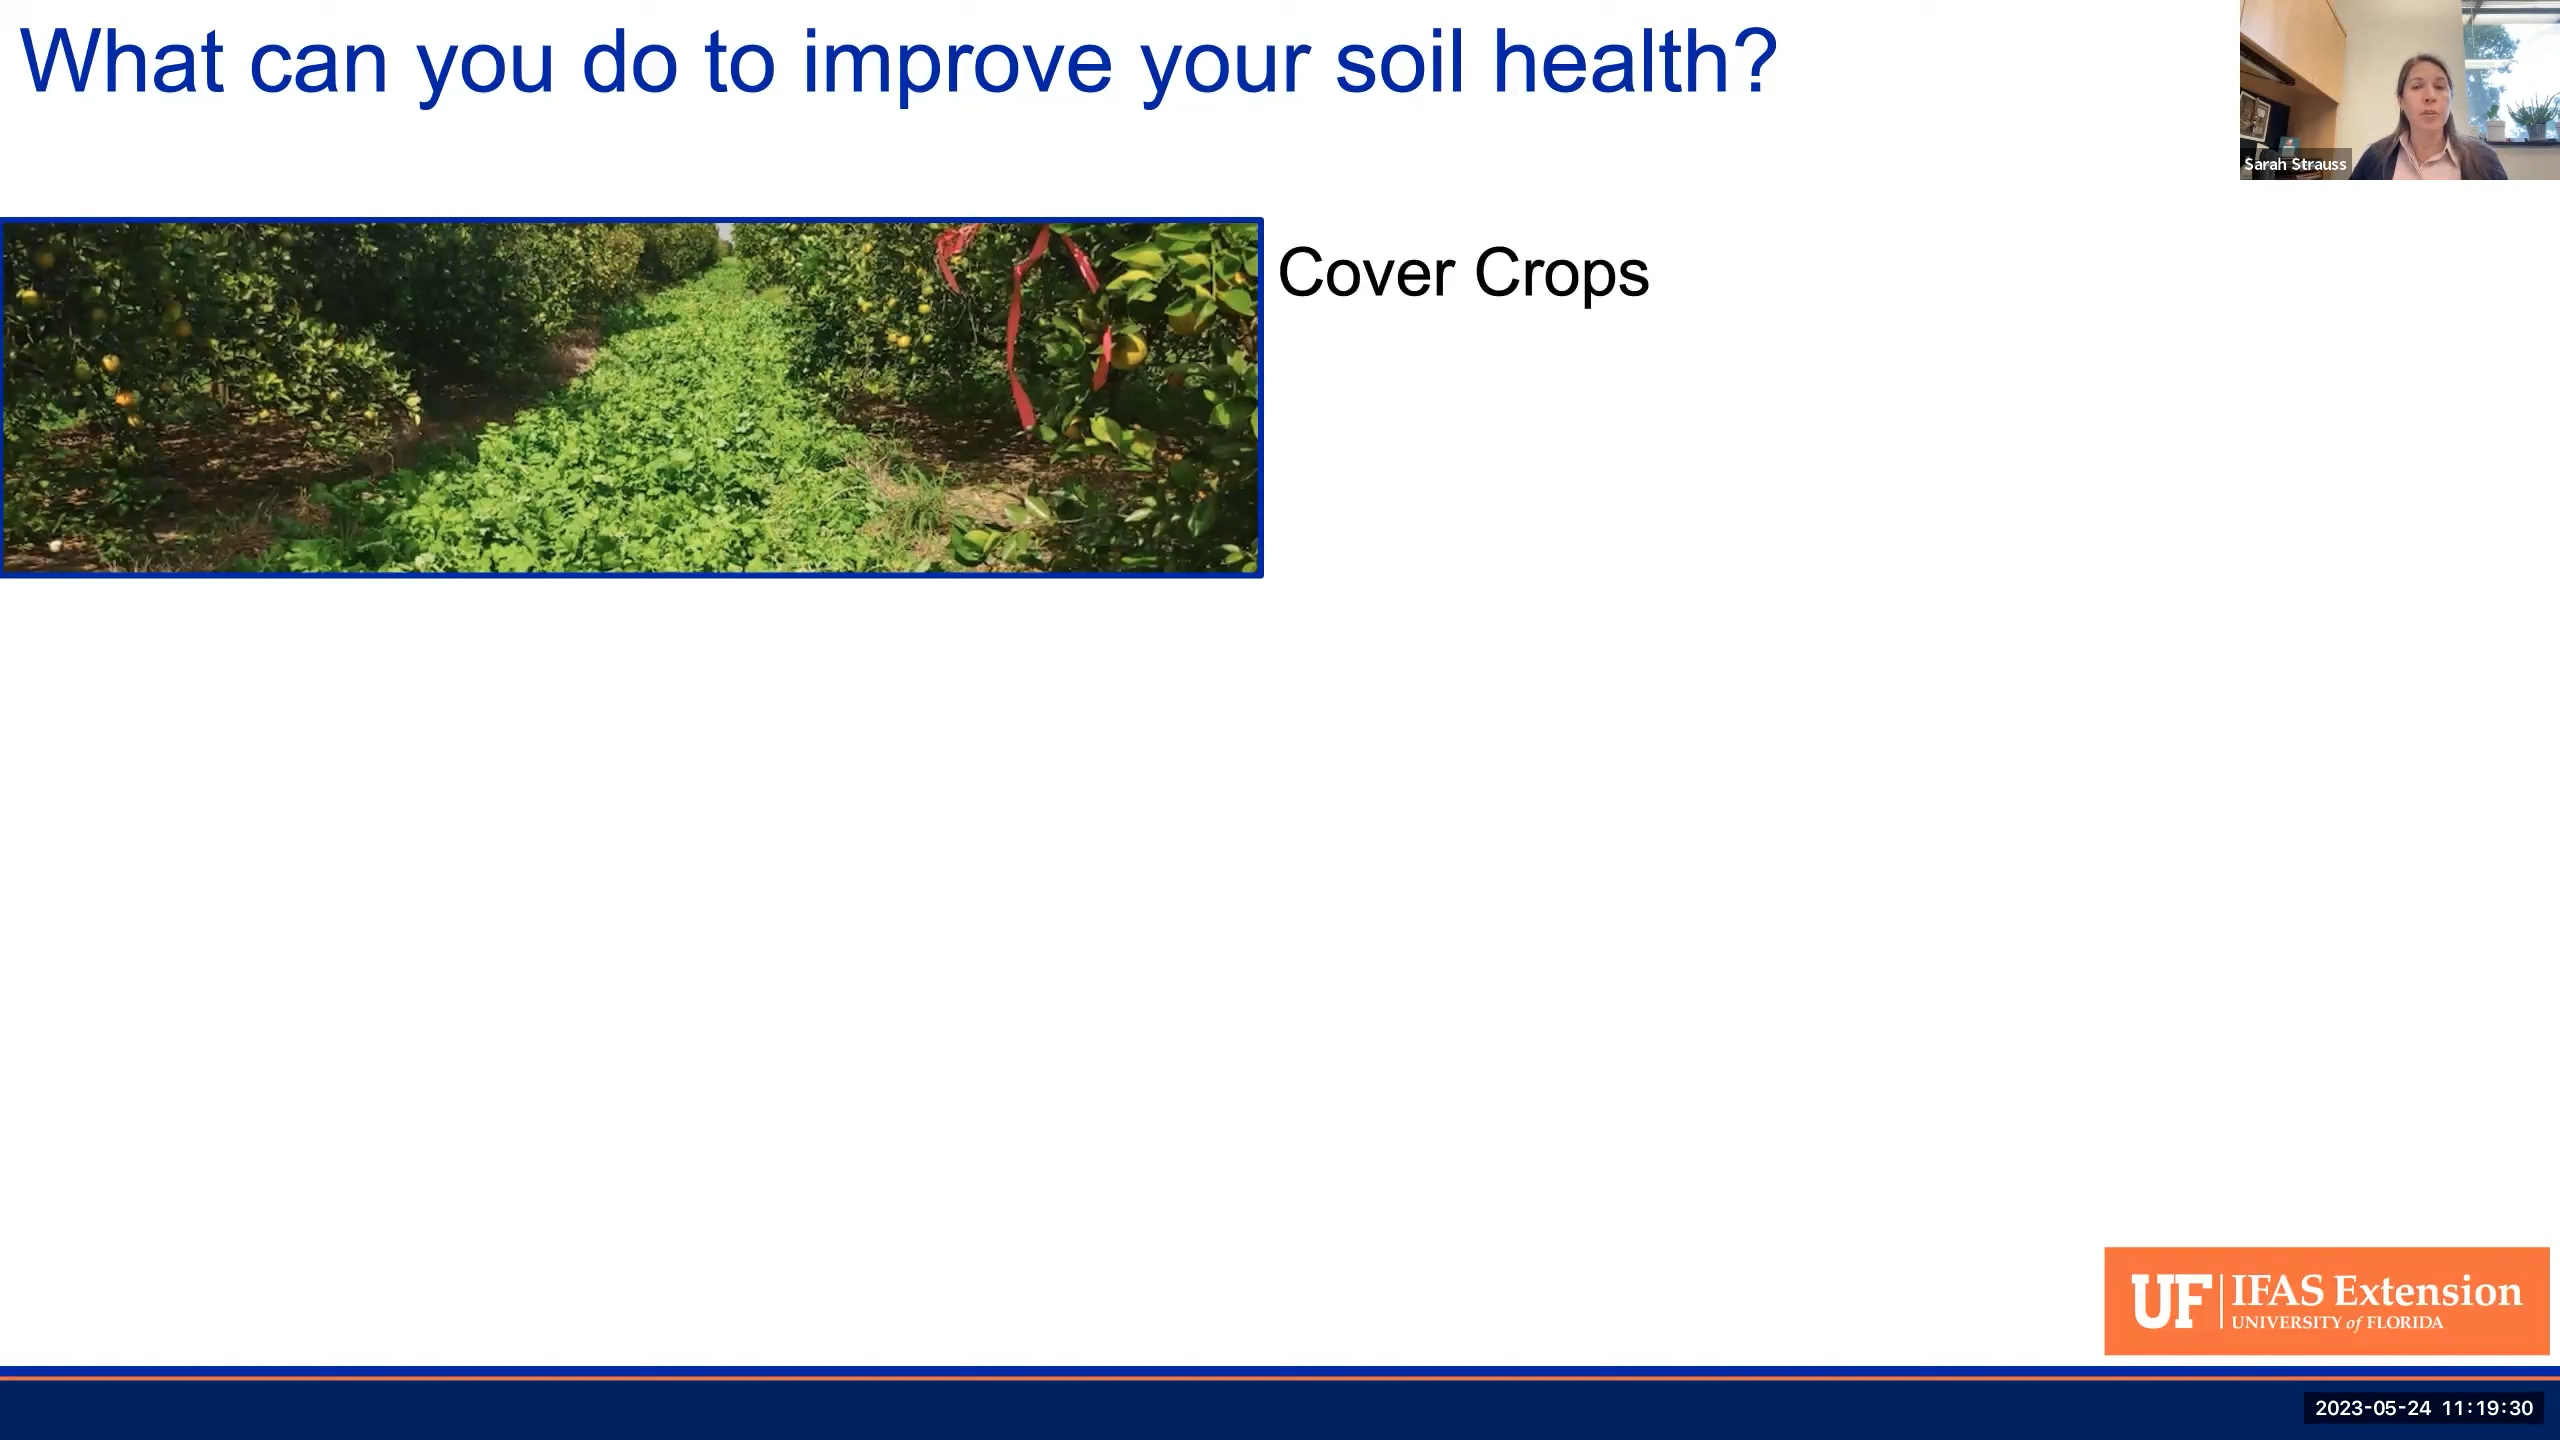 What can you do to improve your soil health?
Sarah Strauss
Cover Crops
UF IFAS Extension
UNIVERSITY of FLORIDA
2023-05-24 11:19:30